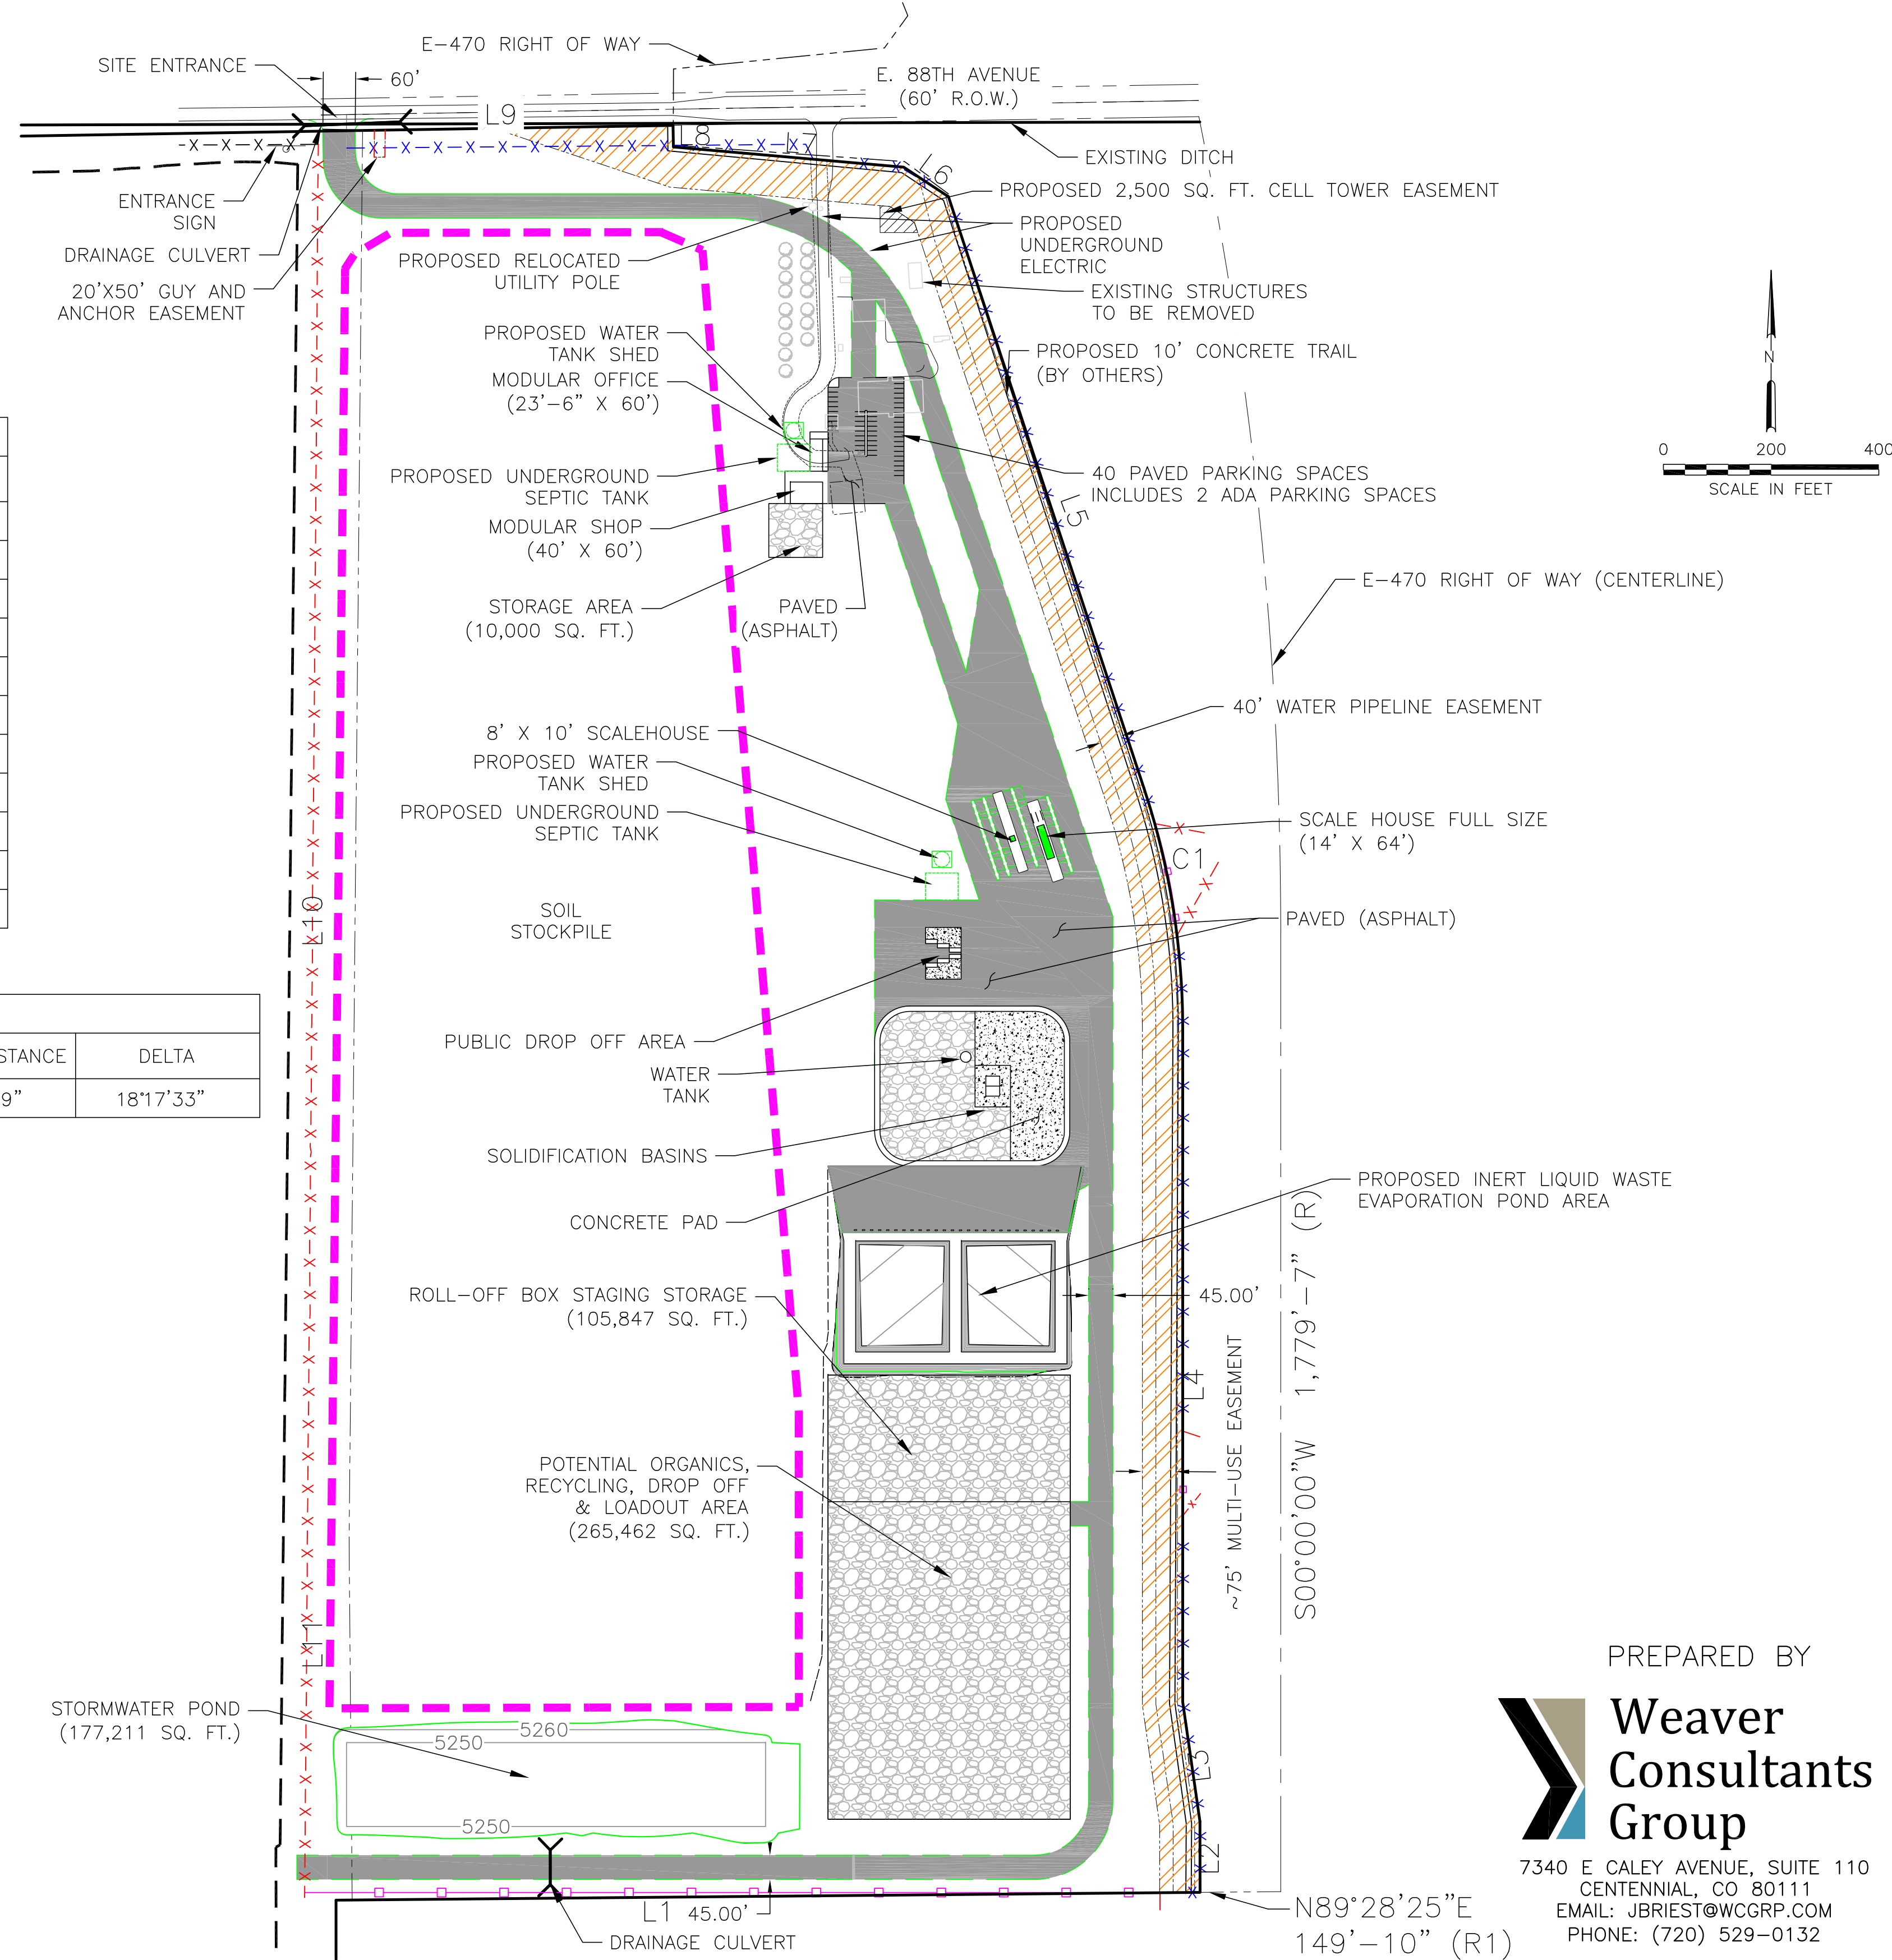 E-470 RIGHT OF WAY
SITE ENTRANCE
60'
E. 88TH AVENUE
(60' R.O.W.)
L9
L8
L7
L6
EXISTING DITCH
PROPOSED 2,500 SQ. FT. CELL TOWER EASEMENT
ENTRANCE
SIGN
DRAINAGE CULVERT
20'X50' GUY AND
ANCHOR EASEMENT
PROPOSED RELOCATED
UTILITY POLE
PROPOSED
UNDERGROUND
ELECTRIC
EXISTING STRUCTURES
TO BE REMOVED
PROPOSED WATER
TANK SHED
MODULAR OFFICE
(23'-6" X 60')
PROPOSED 10' CONCRETE TRAIL
(BY OTHERS)
N
0 200 400
SCALE IN FEET
PROPOSED UNDERGROUND
SEPTIC TANK
40 PAVED PARKING SPACES
INCLUDES 2 ADA PARKING SPACES
L5
MODULAR SHOP
(40' X 60')
E-470 RIGHT OF WAY (CENTERLINE)
STORAGE AREA
(10,000 SQ. FT.)
PAVED
(ASPHALT)
40' WATER PIPELINE EASEMENT
8' X 10' SCALEHOUSE
PROPOSED WATER
TANK SHED
PROPOSED UNDERGROUND
SEPTIC TANK
SCALE HOUSE FULL SIZE
(14' X 64')
C1
L10
SOIL
STOCKPILE
PAVED (ASPHALT)
STANCE
DELTA
9"
18°17'33"
PUBLIC DROP OFF AREA
WATER
TANK
SOLIDIFICATION BASINS
CONCRETE PAD
PROPOSED INERT LIQUID WASTE
EVAPORATION POND AREA
ROLL-OFF BOX STAGING STORAGE
(105,847 SQ. FT.)
45.00'
L4
~75' MULTI-USE EASEMENT
S00°00'00"W 1,779'-7" (R)
POTENTIAL ORGANICS,
RECYCLING, DROP OFF
& LOADOUT AREA
(265,462 SQ. FT.)
L11
STORMWATER POND
(177,211 SQ. FT.)
5260
5250
5250
L3
L2
L1 45.00'
DRAINAGE CULVERT
N89°28'25"E
149'-10" (R1)
PREPARED BY
Weaver
Consultants
Group
7340 E CALEY AVENUE, SUITE 110
CENTENNIAL, CO 80111
EMAIL: JBRIEST@WCGRP.COM
PHONE: (720) 529-0132